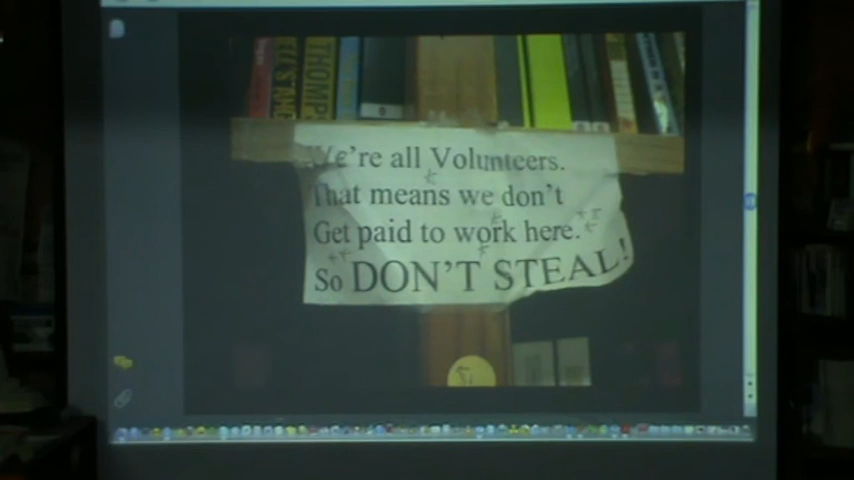 We're all Volunteers.
That means we don't
Get paid to work here.
So DON'T STEAL!